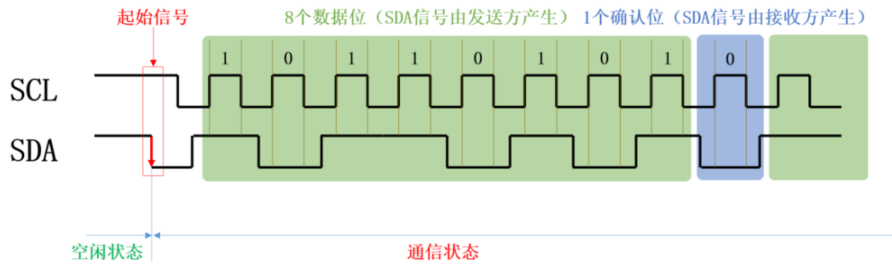 起始信号 8个数据位（SDA信号由发送方产生） 1个确认位（SDA信号由接收方产生）
1 0 1 1 0 1 0 1 0
SCL
SDA
空闲状态 通信状态